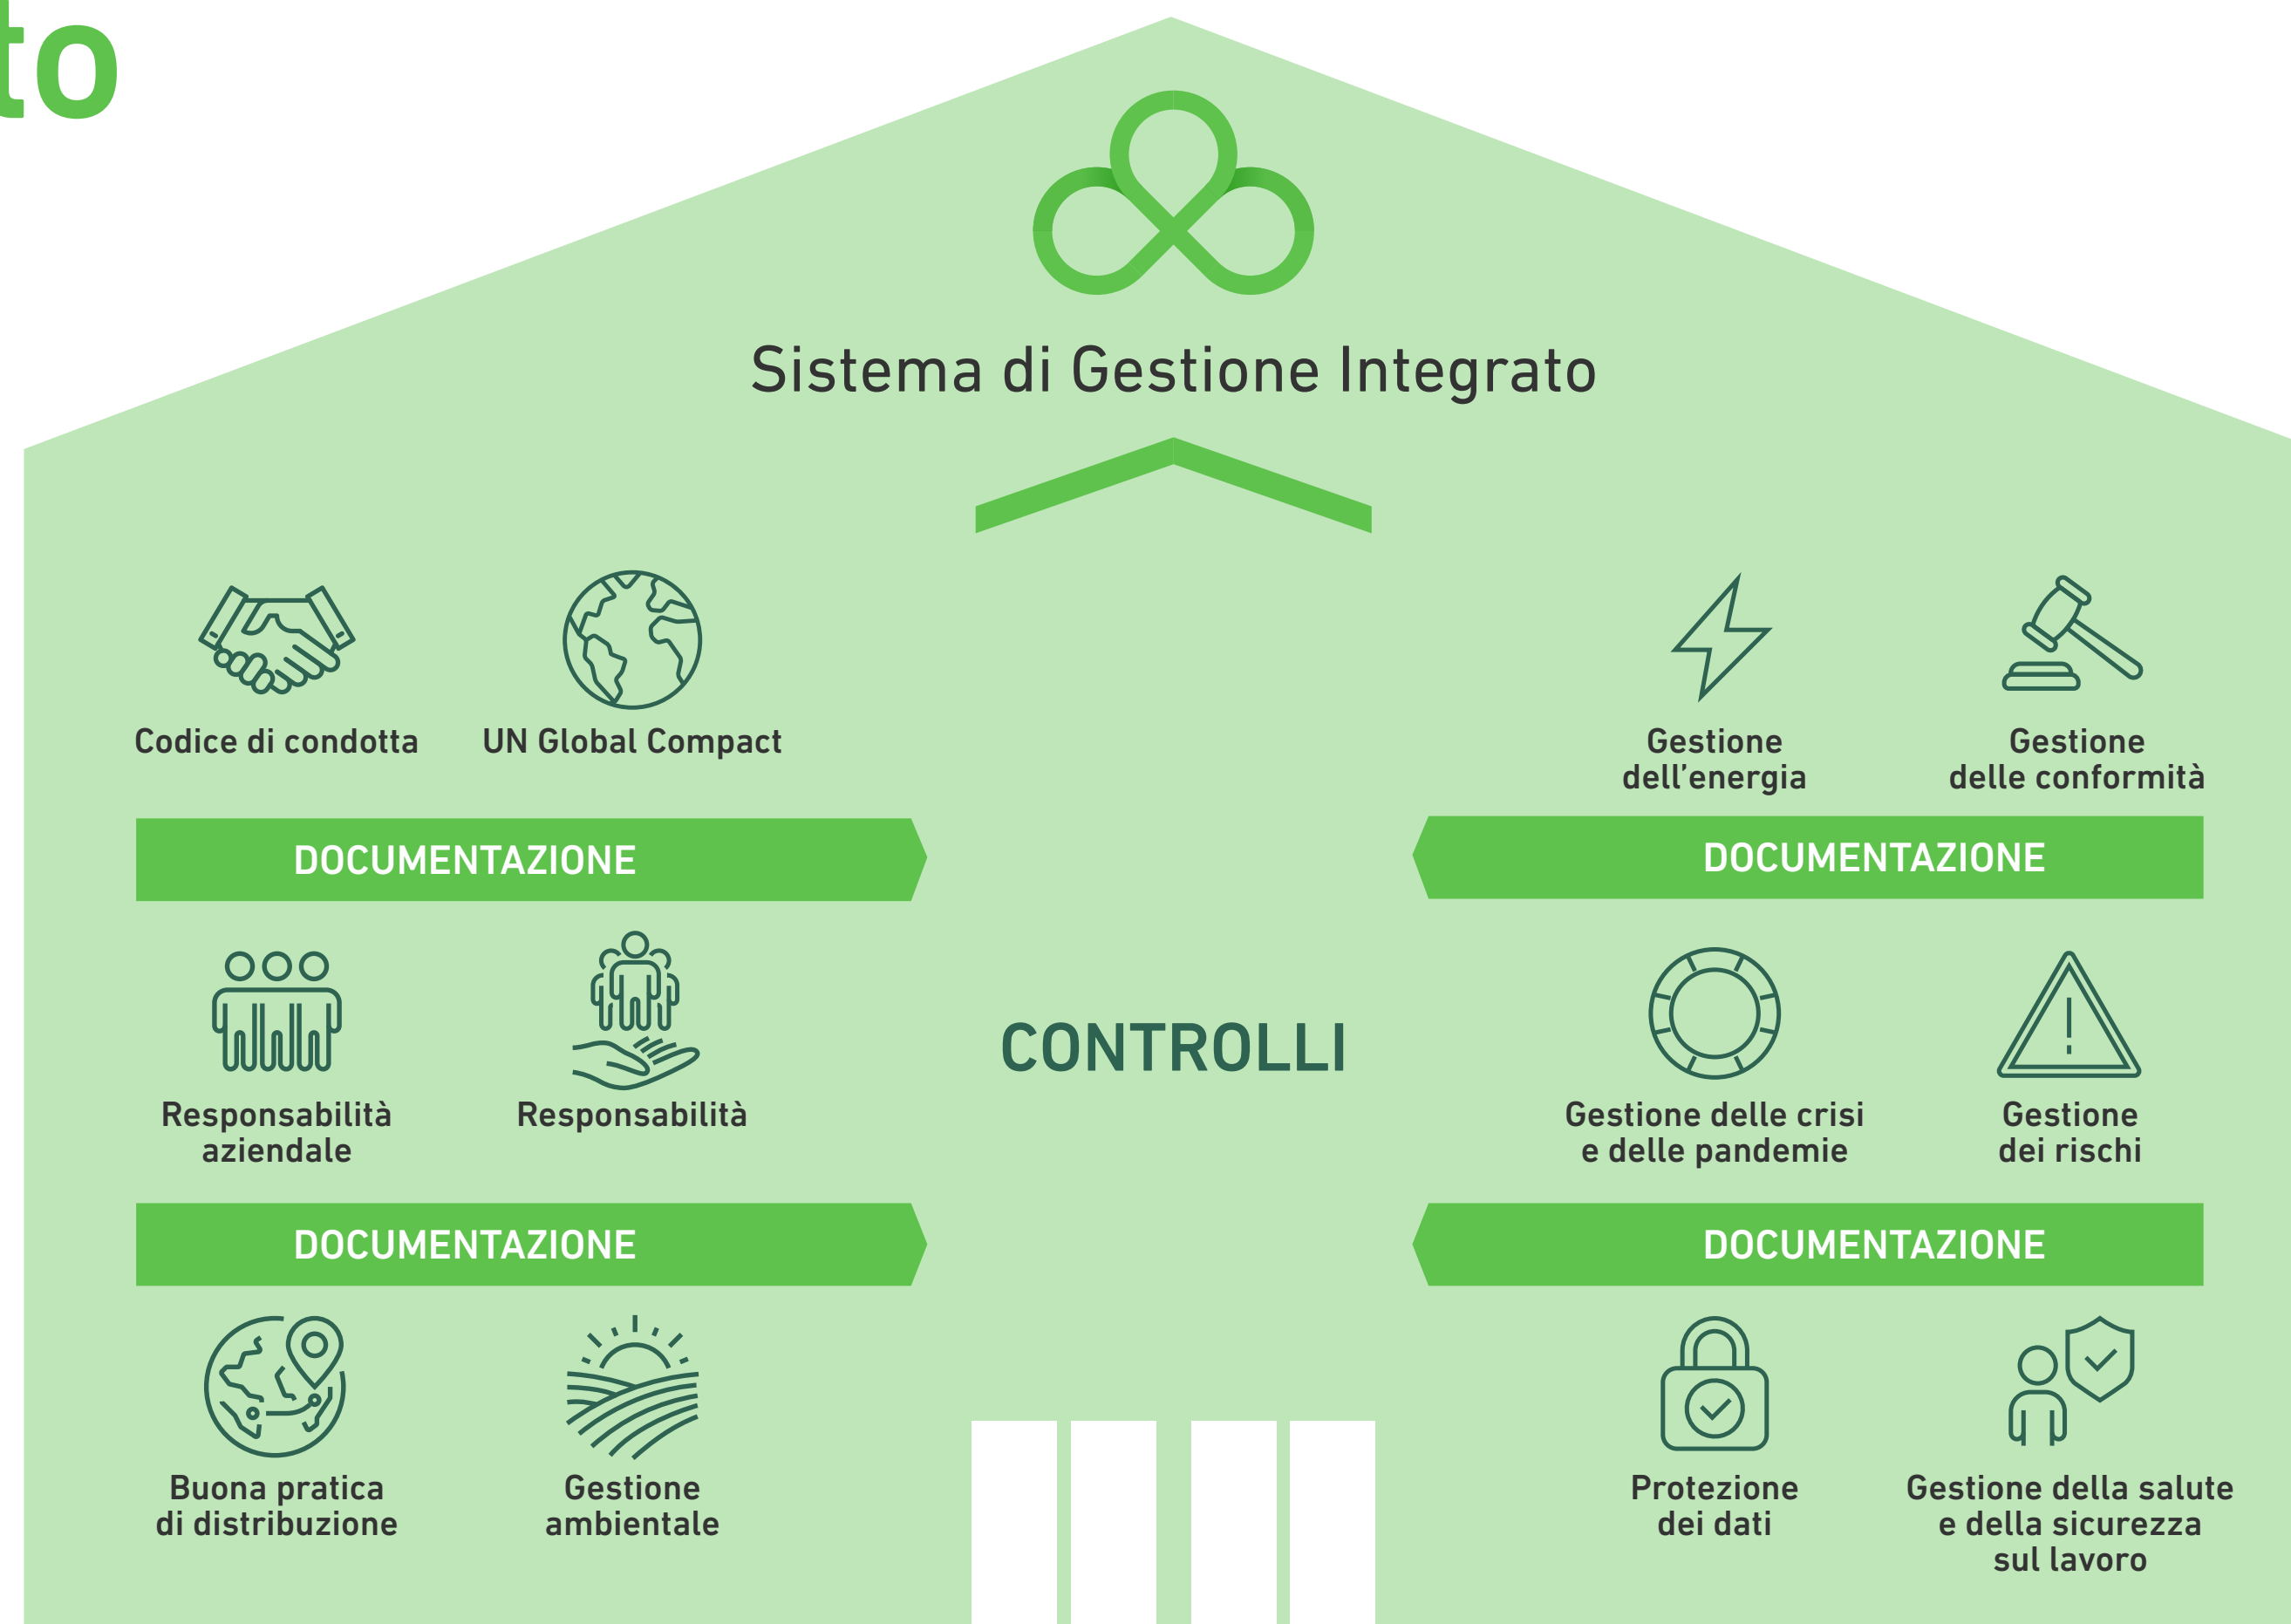 to
Sistema di Gestione Integrato
Codice di condotta
UN Global Compact
Gestione
dell’energia
Gestione
delle conformità
DOCUMENTAZIONE
DOCUMENTAZIONE
Responsabilità
aziendale
Responsabilità
CONTROLLI
Gestione delle crisi
e delle pandemie
Gestione
dei rischi
DOCUMENTAZIONE
DOCUMENTAZIONE
Buona pratica
di distribuzione
Gestione
ambientale
Protezione
dei dati
Gestione della salute
e della sicurezza
sul lavoro